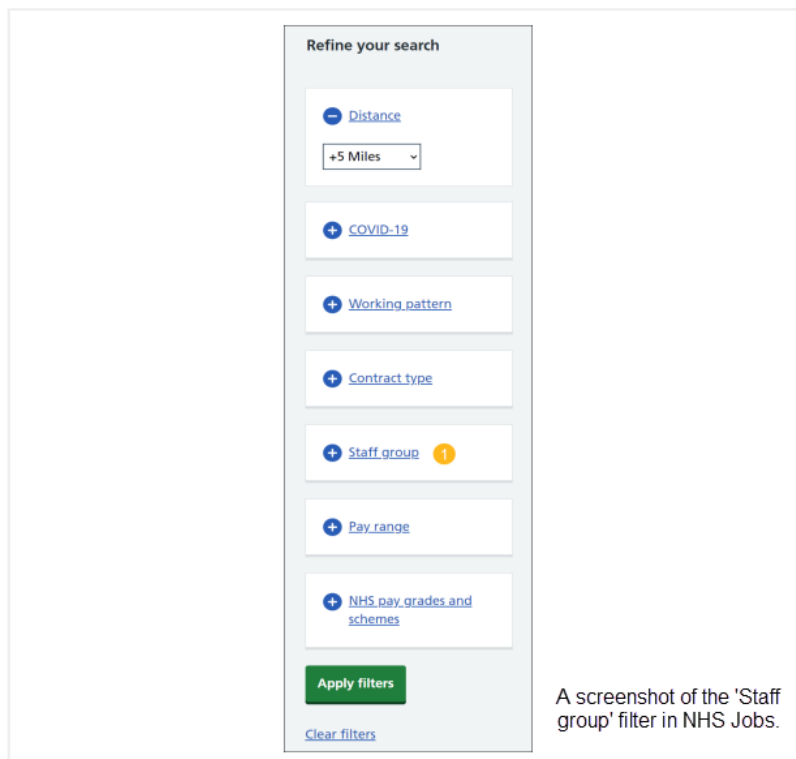 Refine your search
Distance
+5 Miles
COVID-19
Working pattern
Contract type
Staff group 1
Pay range
NHS pay grades and
schemes
Apply filters
Clear filters
A screenshot of the 'Staff
group' filter in NHS Jobs.